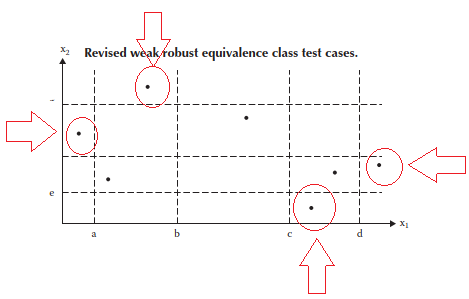 x₂ Revised weak robust equivalence class test cases.
e
x₁
a b c d